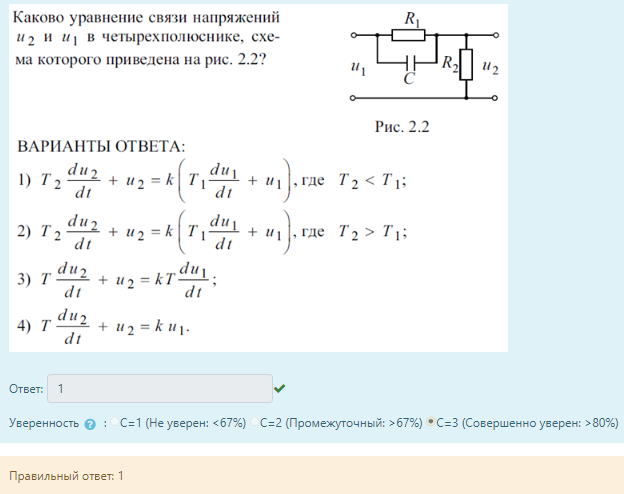 Каково уравнение связи напряжений
u₂ и u₁ в четырехполюснике, схе-
ма которого приведена на рис. 2.2?
R₁
u₁
C
R₂
u₂
Рис. 2.2
ВАРИАНТЫ ОТВЕТА:
1) T₂ du₂/dt + u₂ = k(T₁ du₁/dt + u₁), где T₂ < T₁;
2) T₂ du₂/dt + u₂ = k(T₁ du₁/dt + u₁), где T₂ > T₁;
3) T du₂/dt + u₂ = kT du₁/dt;
4) T du₂/dt + u₂ = k u₁.
Ответ: 1
Уверенность ? : C=1 (Не уверен: <67%) C=2 (Промежуточный: >67%) C=3 (Совершенно уверен: >80%)
Правильный ответ: 1